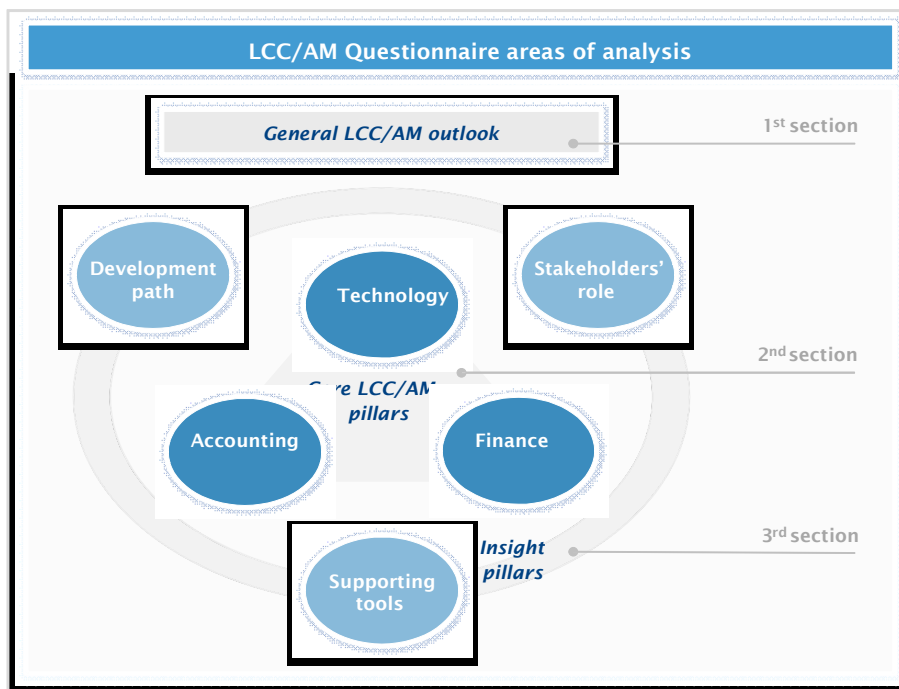 LCC/AM Questionnaire areas of analysis
General LCC/AM outlook
1st section
Development
path
Stakeholders’
role
Technology
2nd section
Core LCC/AM
pillars
Accounting
Finance
3rd section
Insight
pillars
Supporting
tools